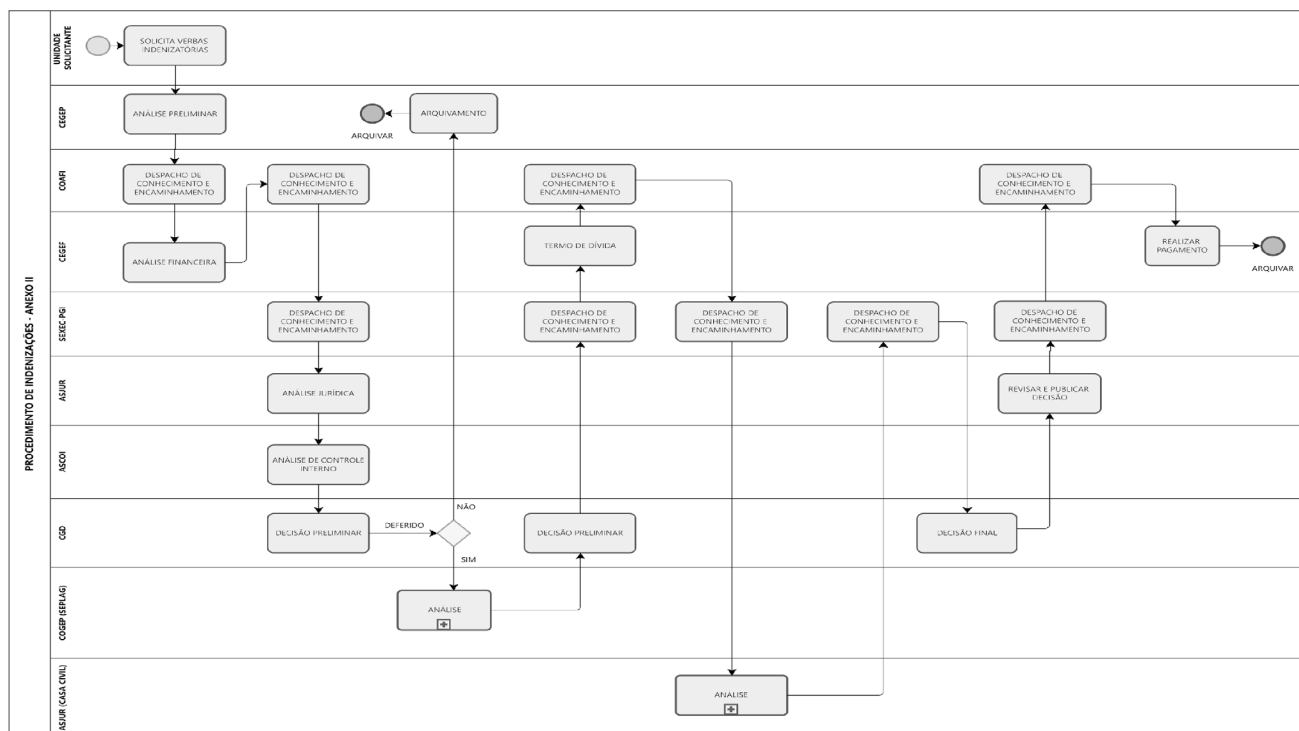 PROCEDIMENTO DE INDENIZAÇÕES - ANEXO II
UNIDADE
SOLICITANTE
SOLICITA VERBAS
INDENIZATÓRIAS
CEGEP
ANÁLISE PRELIMINAR
ARQUIVAR
ARQUIVAMENTO
COAFI
DESPACHO DE
CONHECIMENTO E
ENCAMINHAMENTO
DESPACHO DE
CONHECIMENTO E
ENCAMINHAMENTO
DESPACHO DE
CONHECIMENTO E
ENCAMINHAMENTO
DESPACHO DE
CONHECIMENTO E
ENCAMINHAMENTO
CEGEF
ANÁLISE FINANCEIRA
TERMO DE DÍVIDA
REALIZAR
PAGAMENTO
ARQUIVAR
SEXEC PGI
DESPACHO DE
CONHECIMENTO E
ENCAMINHAMENTO
DESPACHO DE
CONHECIMENTO E
ENCAMINHAMENTO
DESPACHO DE
CONHECIMENTO E
ENCAMINHAMENTO
DESPACHO DE
CONHECIMENTO E
ENCAMINHAMENTO
DESPACHO DE
CONHECIMENTO E
ENCAMINHAMENTO
ASJUR
ANÁLISE JURÍDICA
REVISAR E PUBLICAR
DECISÃO
ASCOI
ANÁLISE DE CONTROLE
INTERNO
CGD
DECISÃO PRELIMINAR
DEFERIDO
NÃO
SIM
DECISÃO PRELIMINAR
DECISÃO FINAL
COGEP (SEPLAG)
ANÁLISE
ASJUR (CASA CIVIL)
ANÁLISE